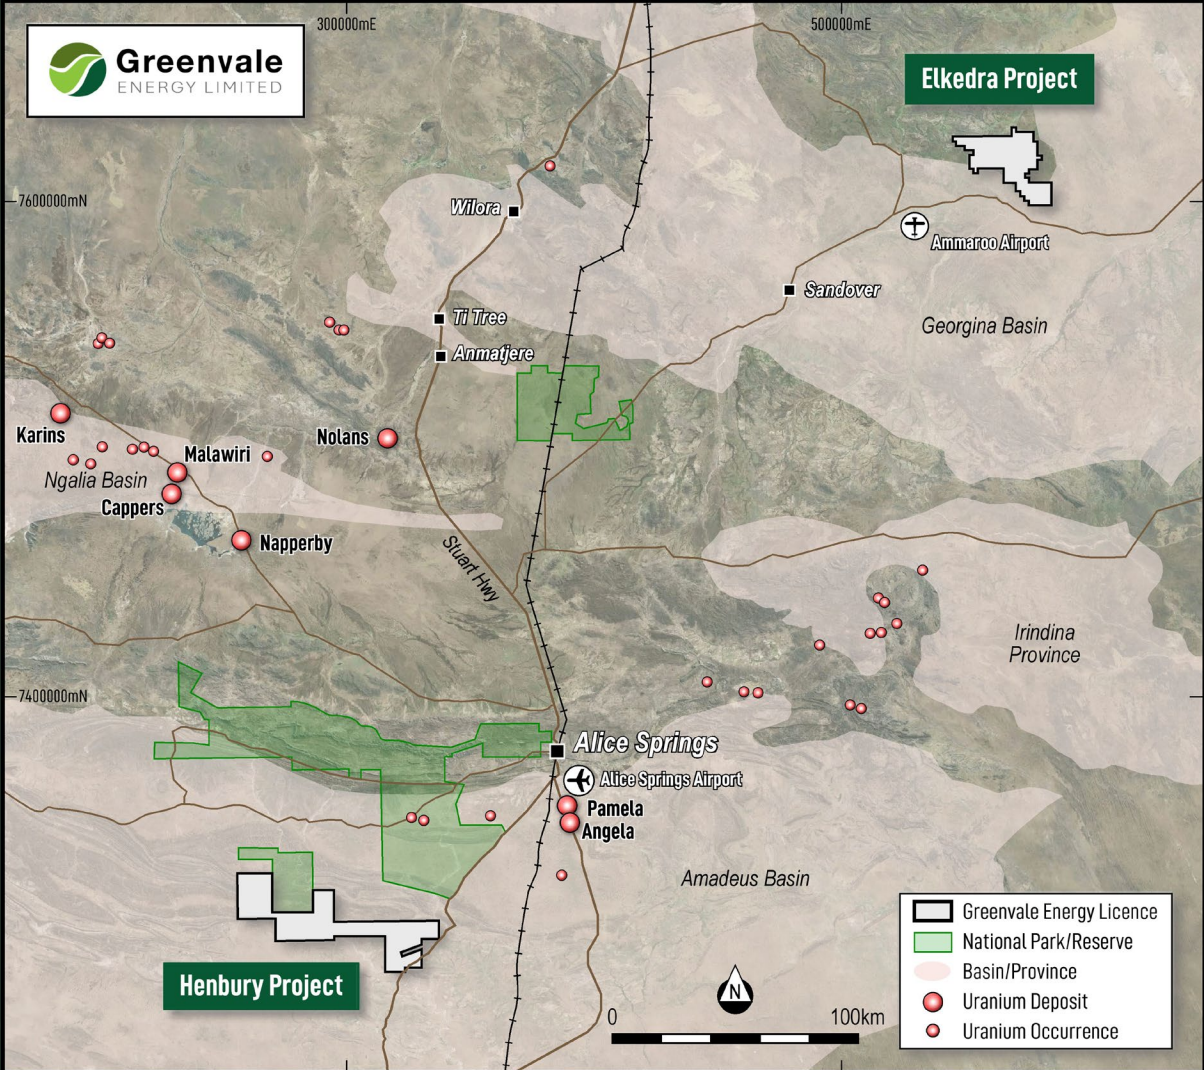 300000mE
500000mE
Greenvale
ENERGY LIMITED
Elkedra Project
7600000mN
Wilora
Ammaroo Airport
Sandover
Ti Tree
Georgina Basin
Anmatjere
Karins
Nolans
Malawiri
Ngalia Basin
Cappers
Napperby
Stuart Hwy
Irindina
Province
7400000mN
Alice Springs
Alice Springs Airport
Pamela
Angela
Amadeus Basin
Henbury Project
N
0 100km
Greenvale Energy Licence
National Park/Reserve
Basin/Province
Uranium Deposit
Uranium Occurrence